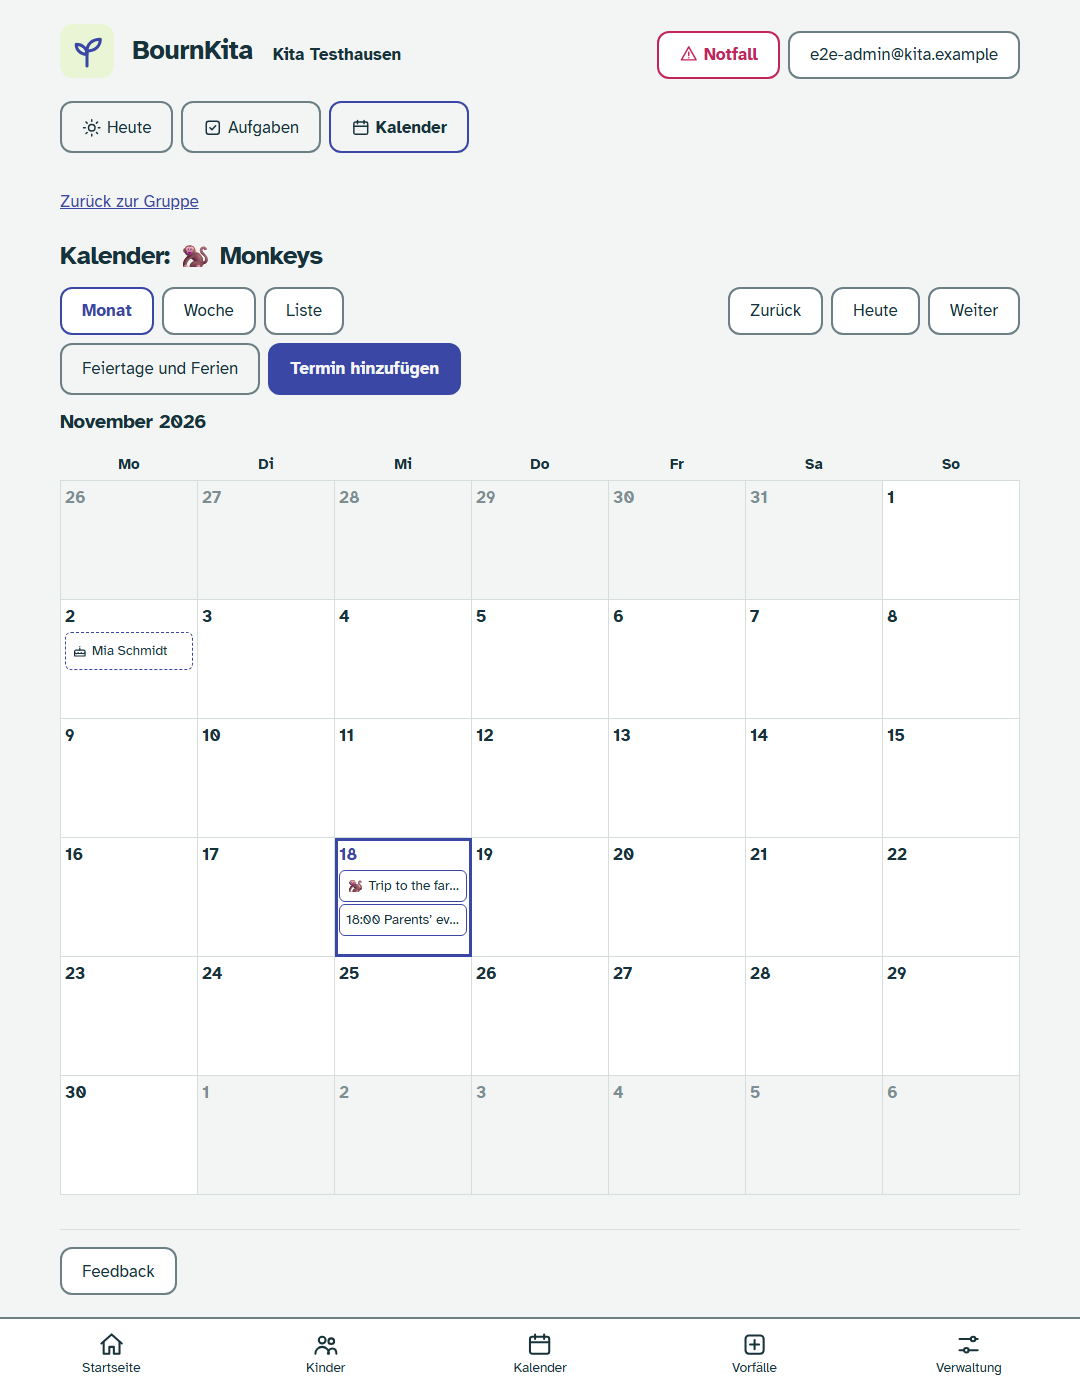 BournKita Kita Testhausen Notfall e2e-admin@kita.example
Heute Aufgaben Kalender
Zurück zur Gruppe
Kalender: Monkeys
Monat Woche Liste Zurück Heute Weiter
Feiertage und Ferien Termin hinzufügen
November 2026
Mo Di Mi Do Fr Sa So
26 27 28 29 30 31 1
2 3 4 5 6 7 8
Mia Schmidt
9 10 11 12 13 14 15
16 17 18 19 20 21 22
Trip to the far...
18:00 Parents' ev...
23 24 25 26 27 28 29
30 1 2 3 4 5 6
Feedback
Startseite Kinder Kalender Vorfälle Verwaltung